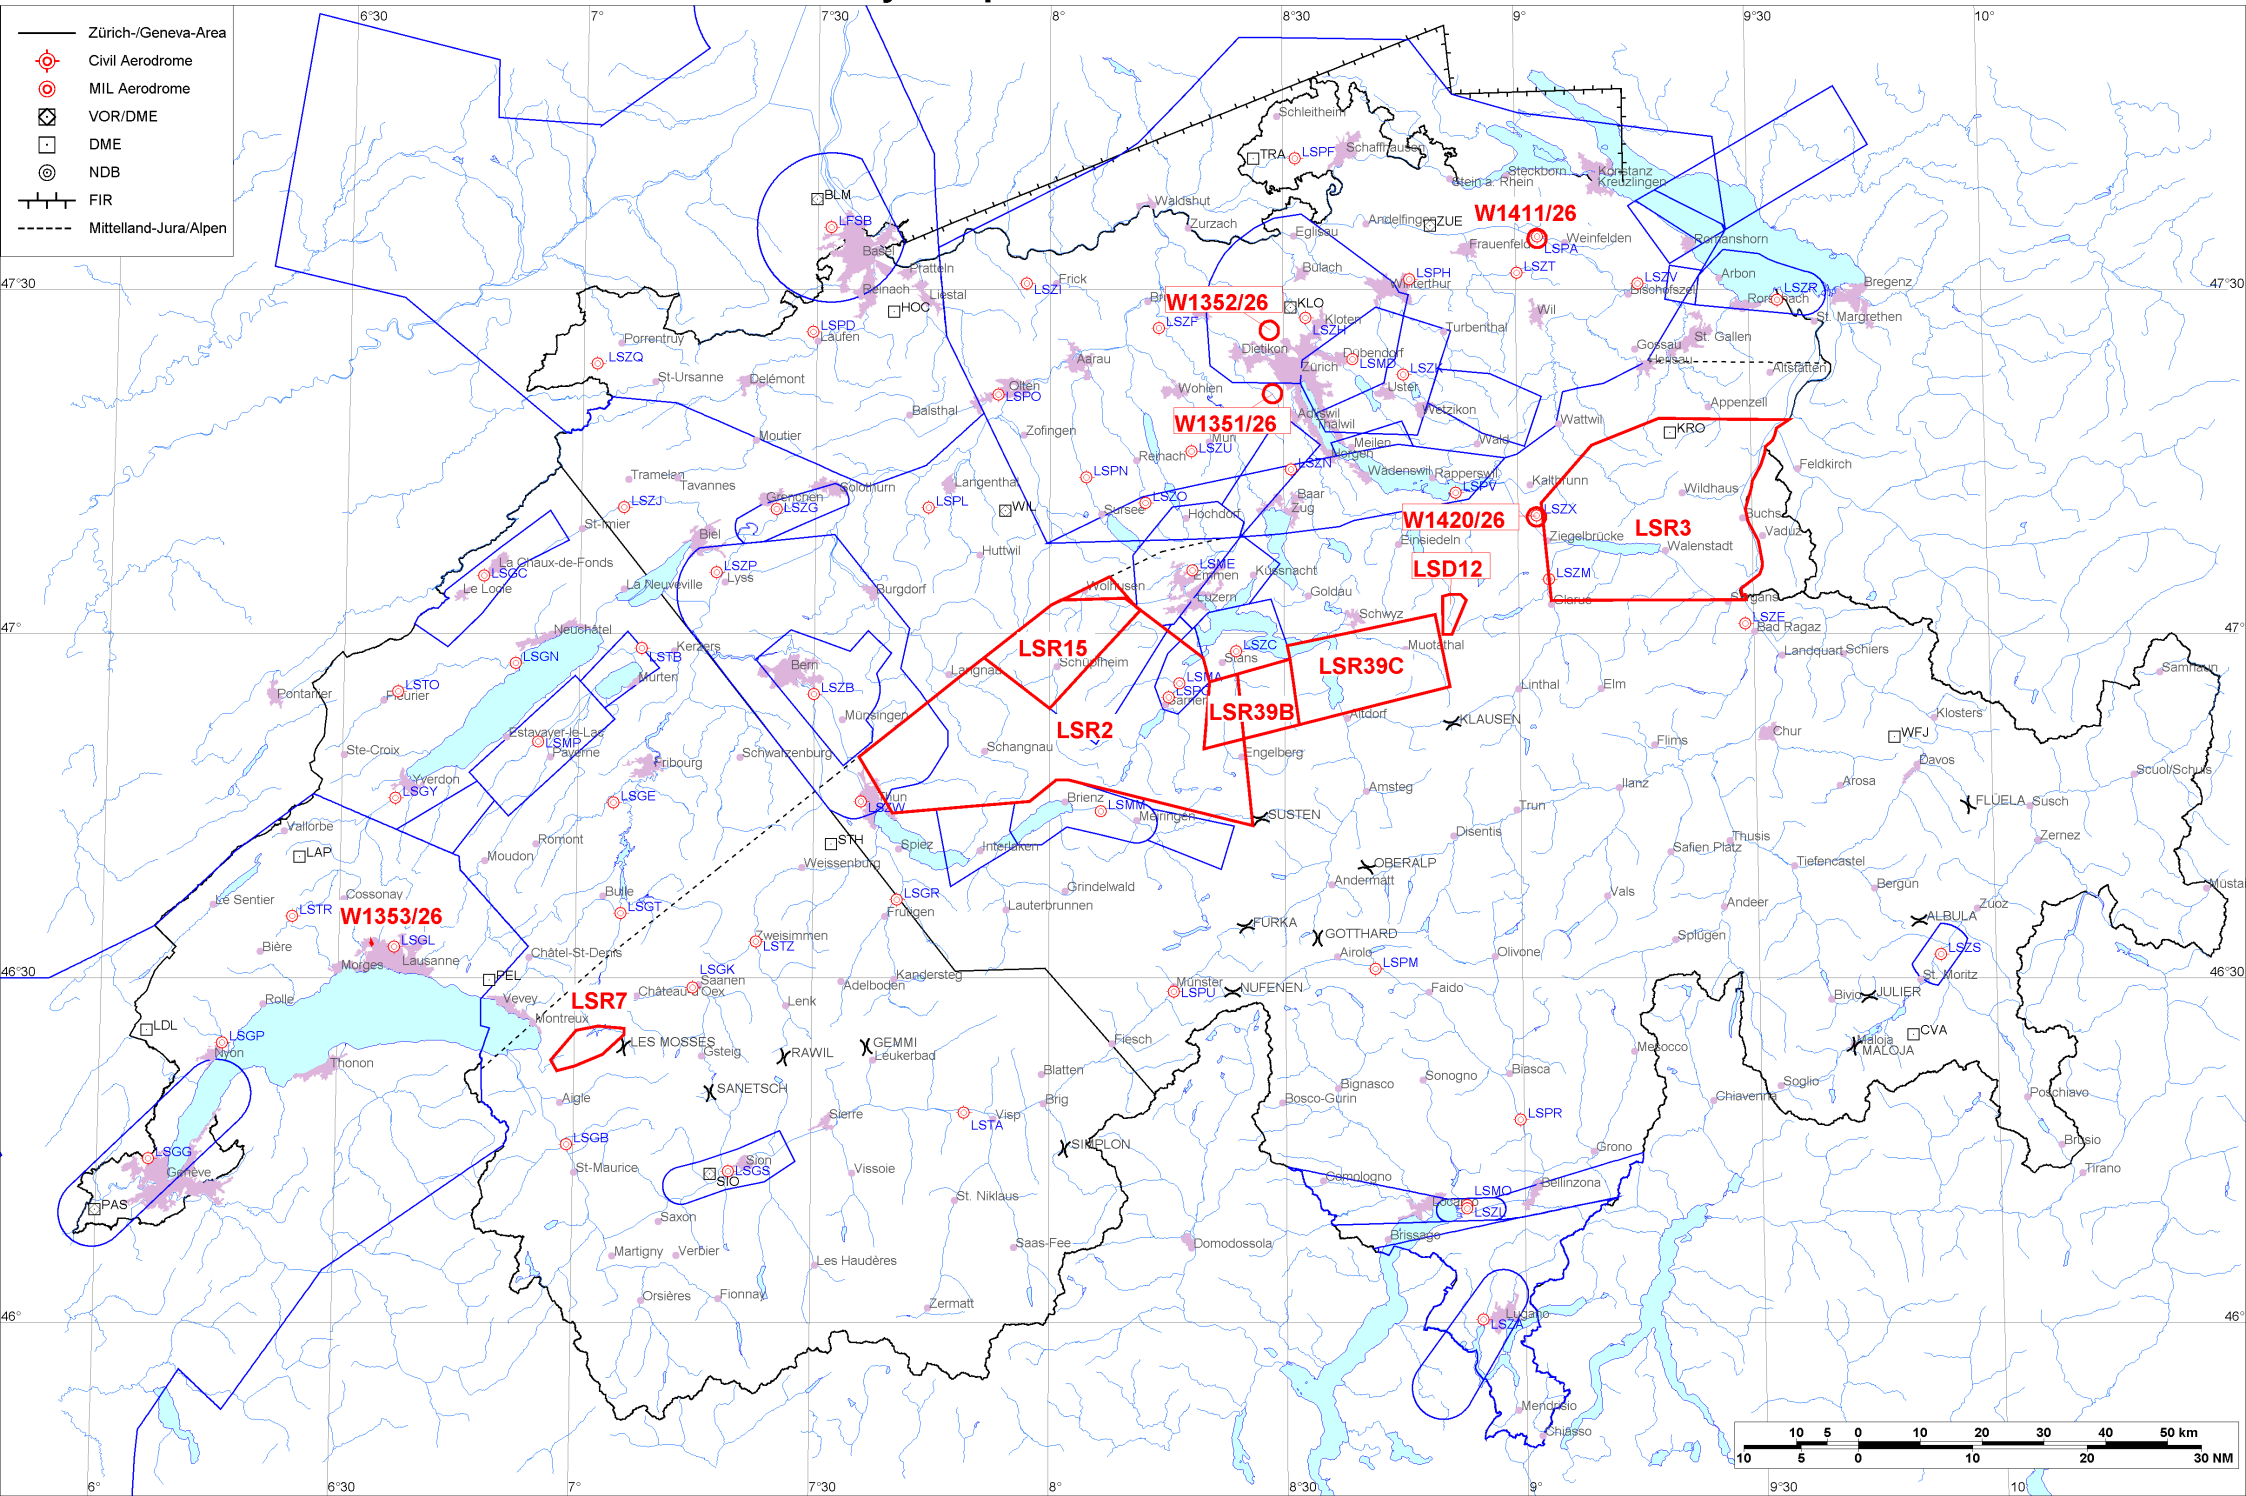 6°30
7°
7°30
8°
8°30
9°
9°30
10°
Zürich-/Geneva-Area
Civil Aerodrome
MIL Aerodrome
VOR/DME
DME
NDB
FIR
Mittelland-Jura/Alpen
Schleitheim
TRA
LSPF
Schaffhausen
Steckborn
Stein a. Rhein
Konstanz
Kreuzlingen
BLM
LFSB
Basel
Waldshut
Zurzach
Eglisau
Andelfingen
ZUE
W1411/26
LSPA
Weinfelden
Frauenfeld
Romanshorn
Pratteln
Reinach
Liestal
HOC
Frick
LSZI
Bülach
LSPH
Winterthur
LSZT
LSZV
Bischofszell
Arbon
LSZR
Rorschach
Bregenz
St. Margrethen
47°30
47°30
W1352/26
KLO
Kloten
LSZH
LSZF
LSPD
Laufen
Porrentruy
LSZQ
St-Ursanne
Delémont
Aarau
Dietikon
Zürich
Dübendorf
LSMD
LSZK
Uster
Turbenthal
Wil
Gossau
Herisau
St. Gallen
Altstätten
Appenzell
Olten
LSPO
Balsthal
Wohlen
W1351/26
Adliswil
Thalwil
Wetzikon
Wattwil
KRO
Zofingen
Moutier
Muri
LSZU
Reinach
Meilen
Horgen
Wald
Tramelan
Tavannes
LSPN
LSZN
Wädenswil
Rapperswil
LSPV
Kaltbrunn
Feldkirch
Wildhaus
LSZJ
Grenchen
Solothurn
LSZG
LSPL
Langenthal
WIL
LSZO
Sursee
Hochdorf
Baar
Zug
W1420/26
LSZX
Ziegelbrücke
LSR3
Buchs
Vaduz
Walenstadt
St-Imier
Biel
Huttwil
Einsiedeln
LSD12
La Chaux-de-Fonds
LSGC
Le Locle
La Neuveville
LSZP
Lyss
Burgdorf
Wolhusen
LSME
Emmen
Luzern
Küssnacht
Goldau
Schwyz
LSZM
Glarus
Sargans
LSZE
Bad Ragaz
47°
47°
Neuchâtel
LSGN
LSTB
Kerzers
Murten
Bern
LSZB
Langnau
LSR15
Schüpfheim
LSZC
Stans
LSMA
LSPG
Sarnen
LSR39C
Muotathal
LSR39B
Landquart
Schiers
Samnaun
Pontarlier
LSTO
Fleurier
Münsingen
LSR2
Altdorf
KLAUSEN
Linthal
Elm
Klosters
WFJ
Davos
Chur
Flims
Ste-Croix
Estavayer-le-Lac
LSMP
Payerne
Schwarzenburg
Schangnau
Engelberg
Yverdon
LSGY
Fribourg
LSGE
Thun
LSZW
Brienz
LSMM
Meiringen
SUSTEN
Amsteg
Trun
Ilanz
Arosa
Scuol/Schuls
FLÜELA
Susch
Zernez
Vallorbe
LAP
Romont
Moudon
STH
Spiez
Interlaken
Weissenburg
Disentis
Thusis
Safien Platz
Tiefencastel
Bergün
OBERALP
Andermatt
Grindelwald
Lauterbrunnen
Vals
Andeer
Zuoz
ALBULA
Müstair
Le Sentier
Cossonay
LSTR
W1353/26
Bulle
LSGT
LSGR
Frutigen
FURKA
GOTTHARD
Bière
LSGL
Lausanne
Morges
Châtel-St-Denis
Zweisimmen
LSTZ
Airolo
LSPM
Olivone
Splügen
LSZS
St. Moritz
46°30
46°30
PEL
LSGK
Saanen
Château-d'Oex
Adelboden
Kandersteg
Lenk
Münster
LSPU
NUFENEN
Faido
Bivio
JULIER
Rolle
Vevey
Montreux
LSR7
LDL
LSGP
Nyon
Thonon
LES MOSSES
Gsteig
RAWIL
GEMMI
Leukerbad
Fiesch
Mesocco
CVA
Maloja
MALOJA
SANETSCH
Aigle
Blatten
Brig
Bignasco
Sonogno
Biasca
Bosco-Gurin
Soglio
Chiavenna
Poschiavo
LSGB
Sierre
LSTA
Visp
SIMPLON
LSPR
Grono
Brusio
Tirano
LSGG
Genève
PAS
St-Maurice
Sion
LSGS
SIO
Vissoie
St. Niklaus
Comologno
LSMO
Locarno
LSZL
Bellinzona
Saxon
Martigny
Verbier
Les Haudères
Saas-Fee
Domodossola
Brissago
Orsières
Fionnay
Zermatt
46°
46°
Lugano
LSZA
Mendrisio
Chiasso
10 5 0 10 20 30 40 50 km
10 5 0 10 20 30 NM
6°
6°30
7°
7°30
8°
8°30
9°
9°30
10°